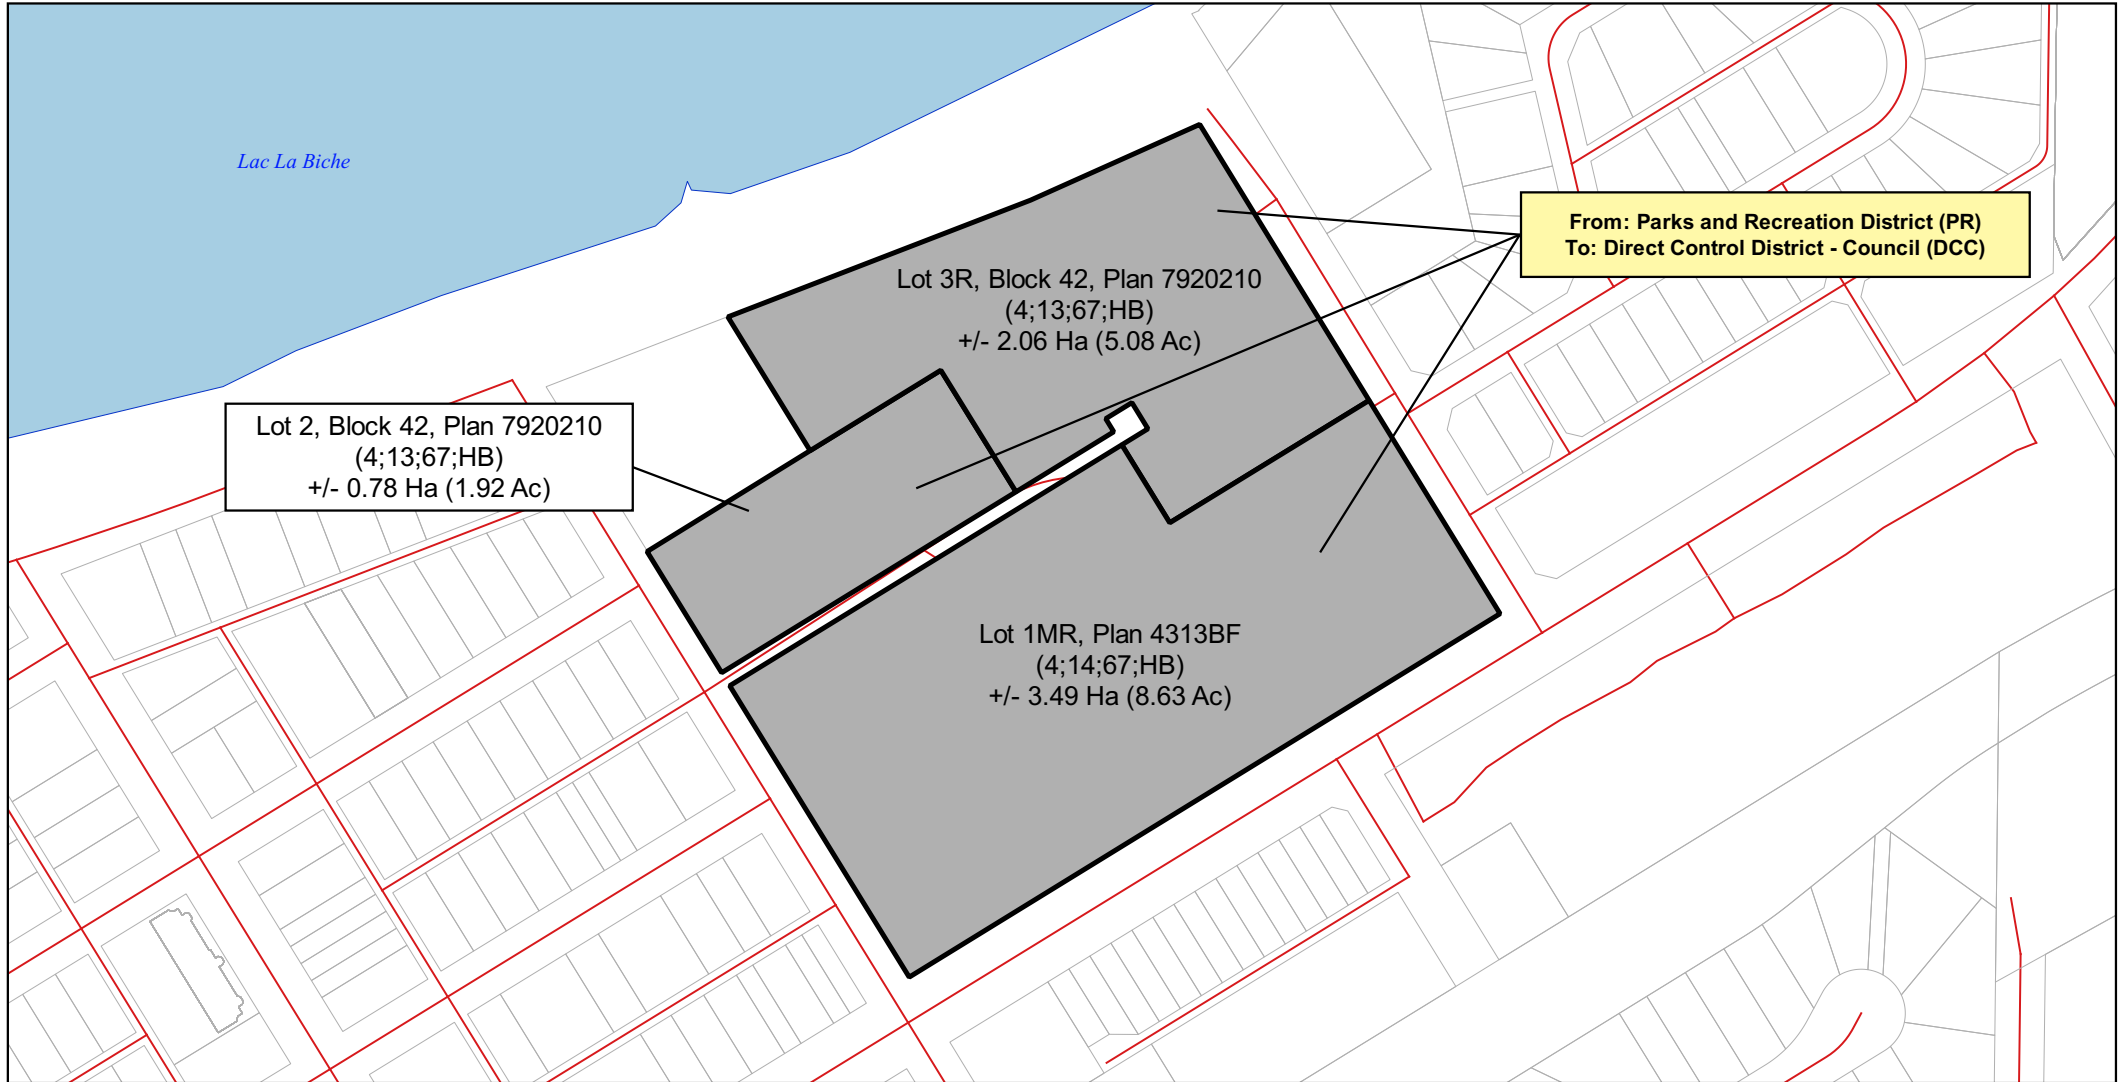 Lac La Biche
From: Parks and Recreation District (PR)
To: Direct Control District - Council (DCC)
Lot 3R, Block 42, Plan 7920210
(4;13;67;HB)
+/- 2.06 Ha (5.08 Ac)
Lot 2, Block 42, Plan 7920210
(4;13;67;HB)
+/- 0.78 Ha (1.92 Ac)
Lot 1MR, Plan 4313BF
(4;14;67;HB)
+/- 3.49 Ha (8.63 Ac)